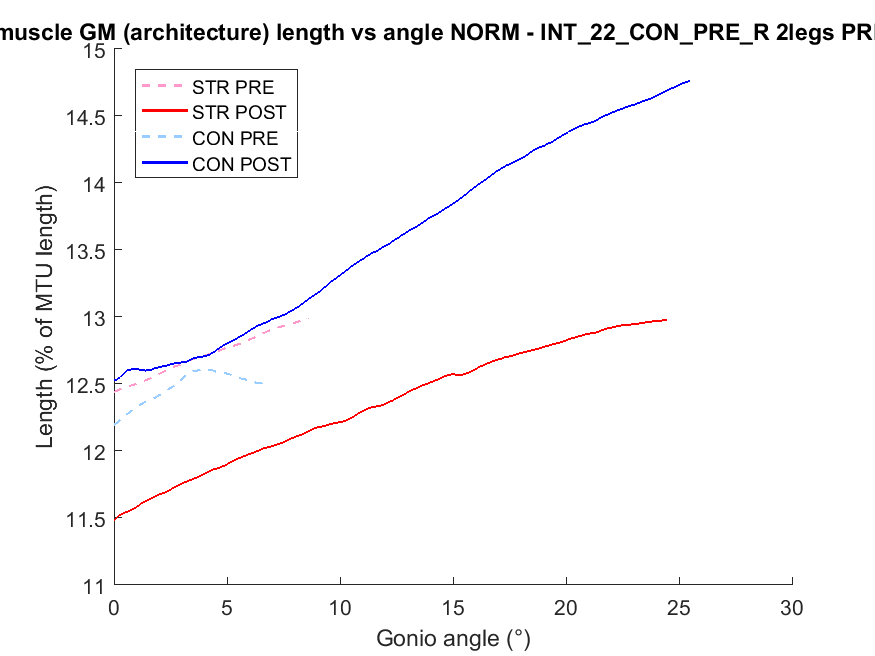 muscle GM (architecture) length vs angle NORM - INT_22_CON_PRE_R 2legs PRE
15
14.5
14
13.5
13
12.5
12
11.5
11
STR PRE
STR POST
CON PRE
CON POST
Length (% of MTU length)
0 5 10 15 20 25 30
Gonio angle (°)